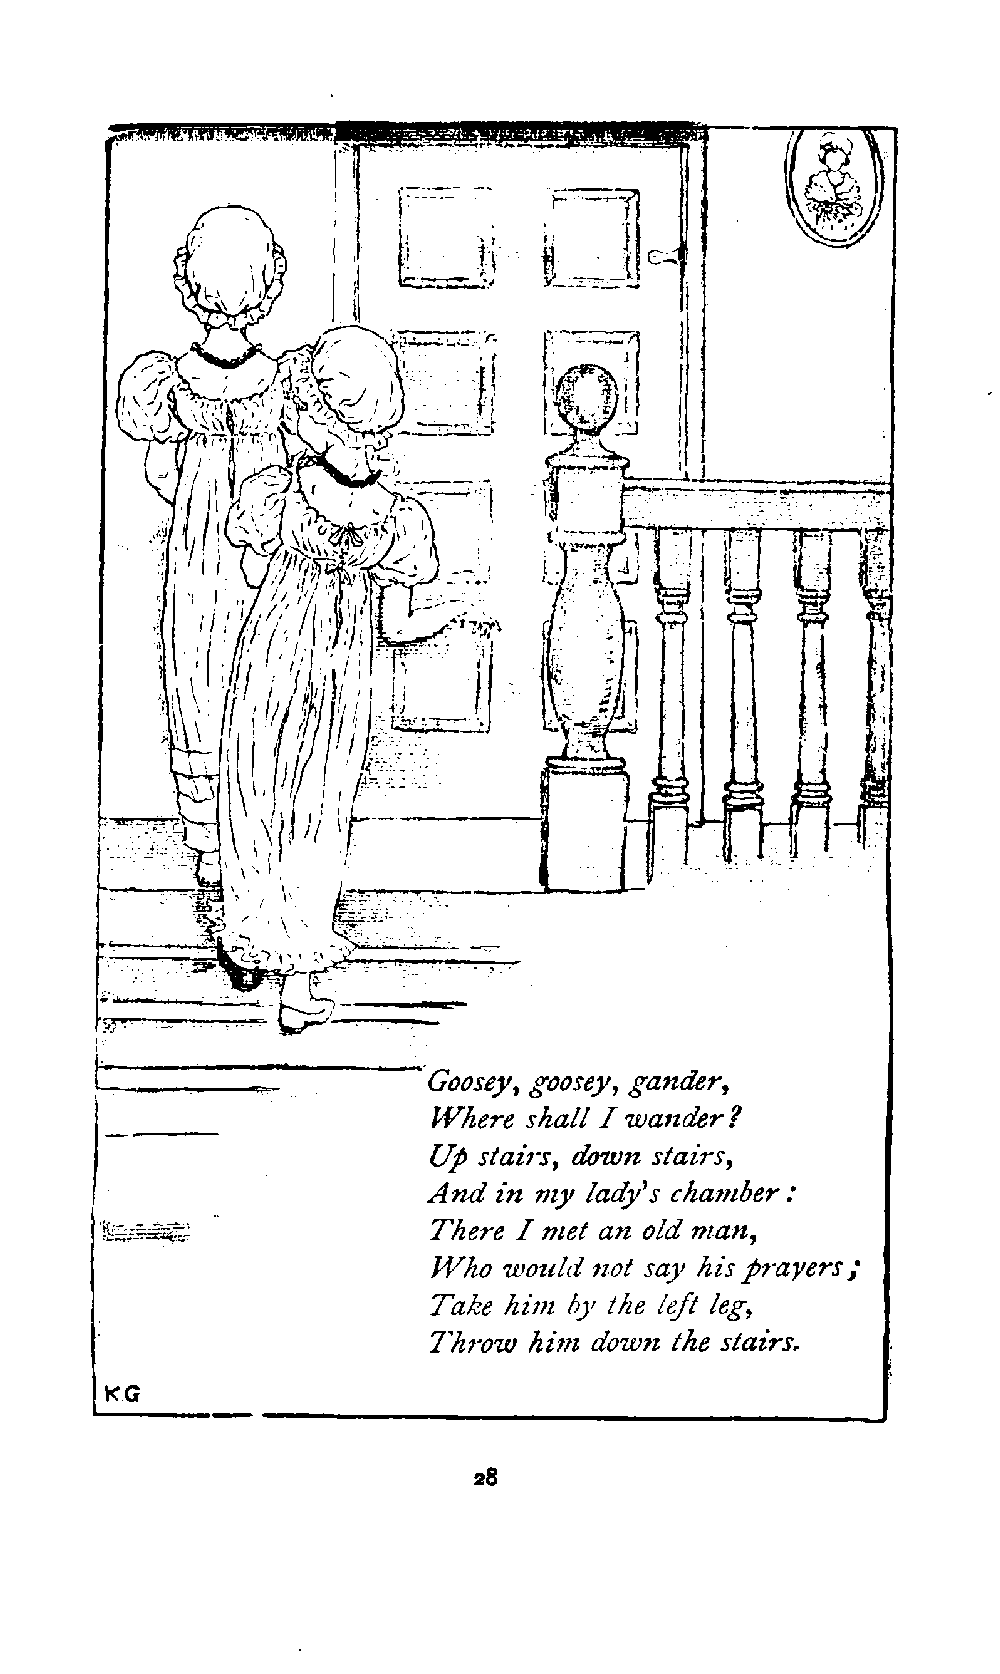 Goosey, goosey, gander,
Where shall I wander?
Up stairs, down stairs,
And in my lady's chamber:
There I met an old man,
Who would not say his prayers;
Take him by the left leg,
Throw him down the stairs.
KG
28